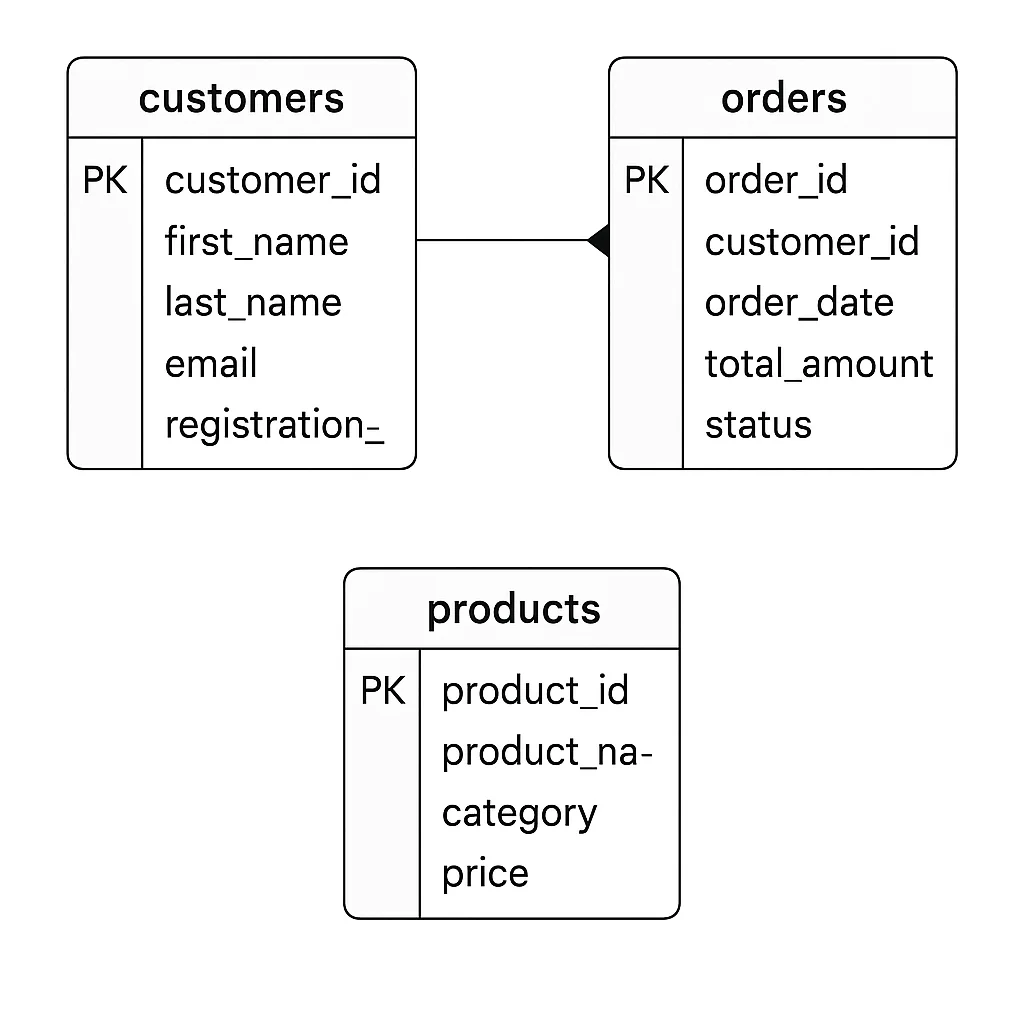 customers
PK customer_id
first_name
last_name
email
registration_
orders
PK order_id
customer_id
order_date
total_amount
status
products
PK product_id
product_na-
category
price